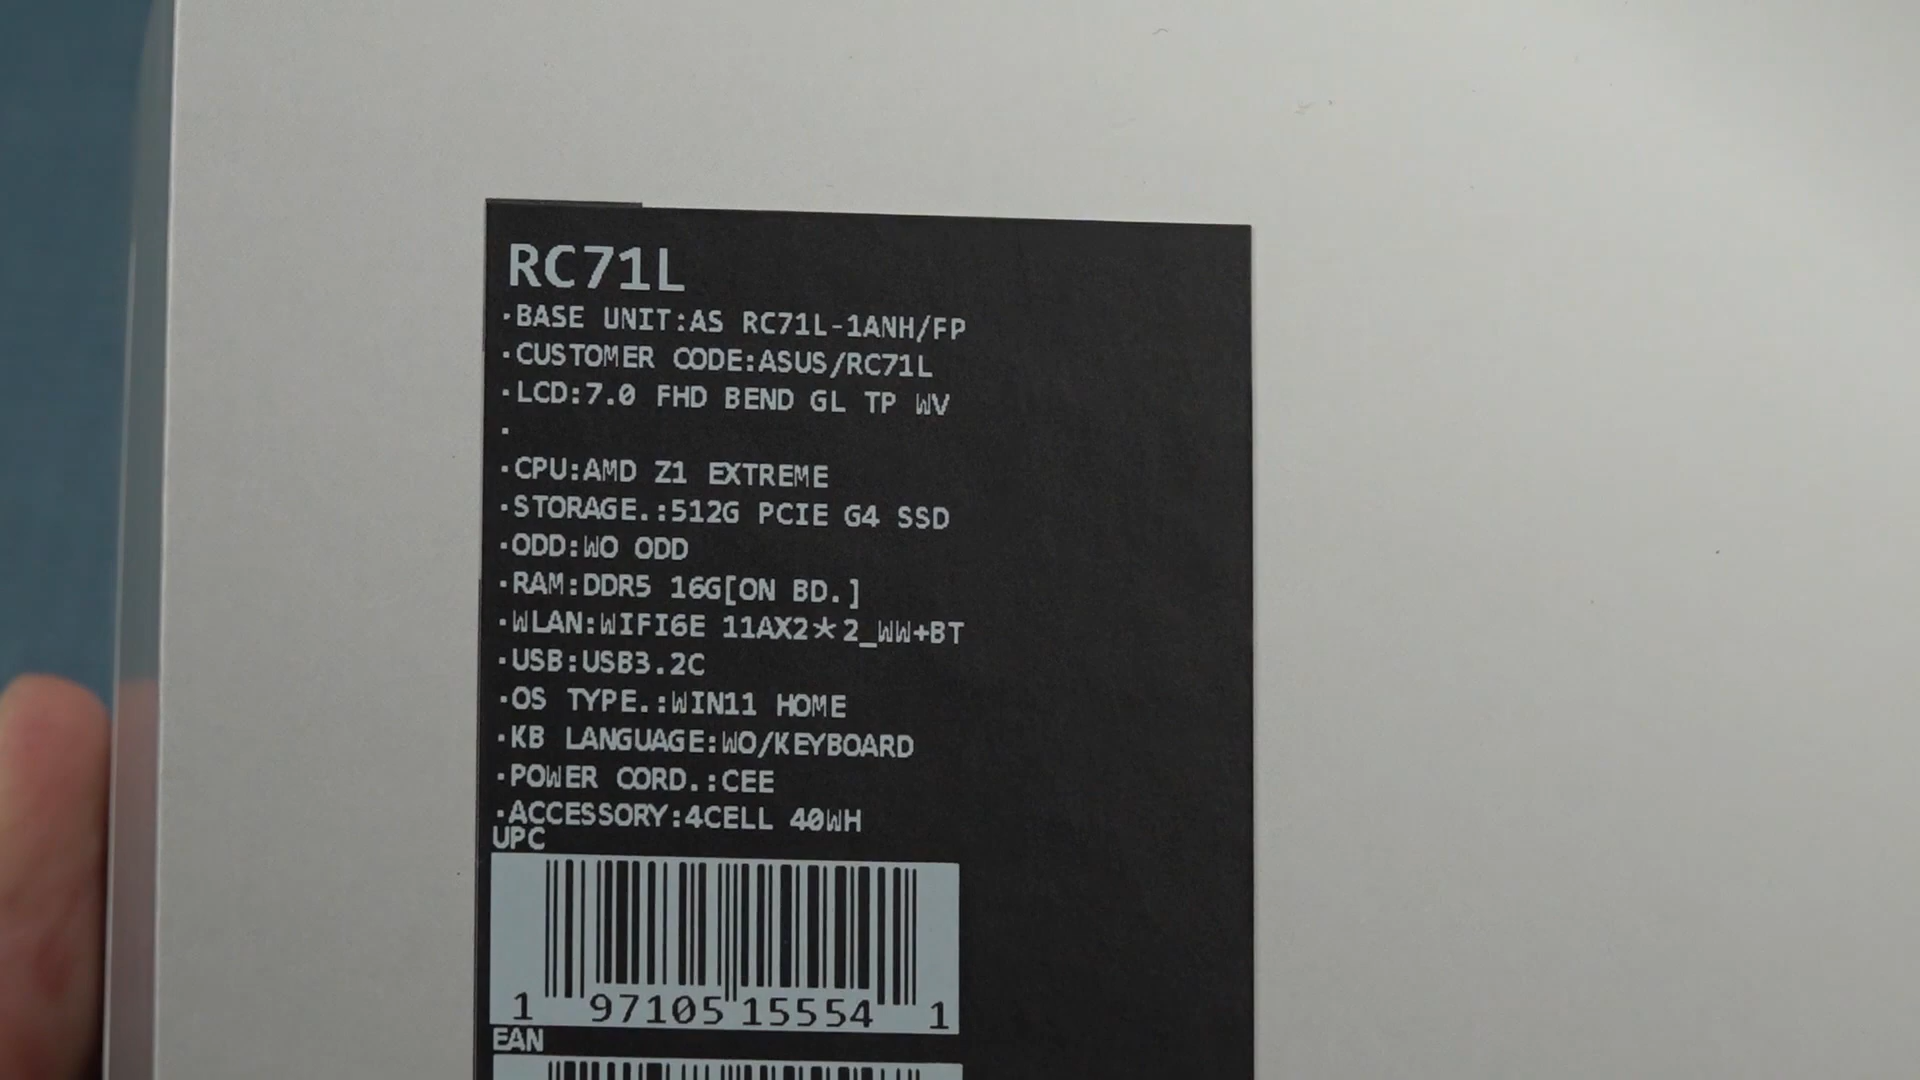 RC71L
·BASE UNIT:AS RC71L-1ANH/FP
·CUSTOMER CODE:ASUS/RC71L
·LCD:7.0 FHD BEND GL TP WV
·
·CPU:AMD Z1 EXTREME
·STORAGE.:512G PCIE G4 SSD
·ODD:WO ODD
·RAM:DDR5 16G[ON BD.]
·WLAN:WIFI6E 11AX2*2_WW+BT
·USB:USB3.2C
·OS TYPE.:WIN11 HOME
·KB LANGUAGE:WO/KEYBOARD
·POWER CORD.:CEE
·ACCESSORY:4CELL 40WH
UPC
1 97105 15554 1
EAN